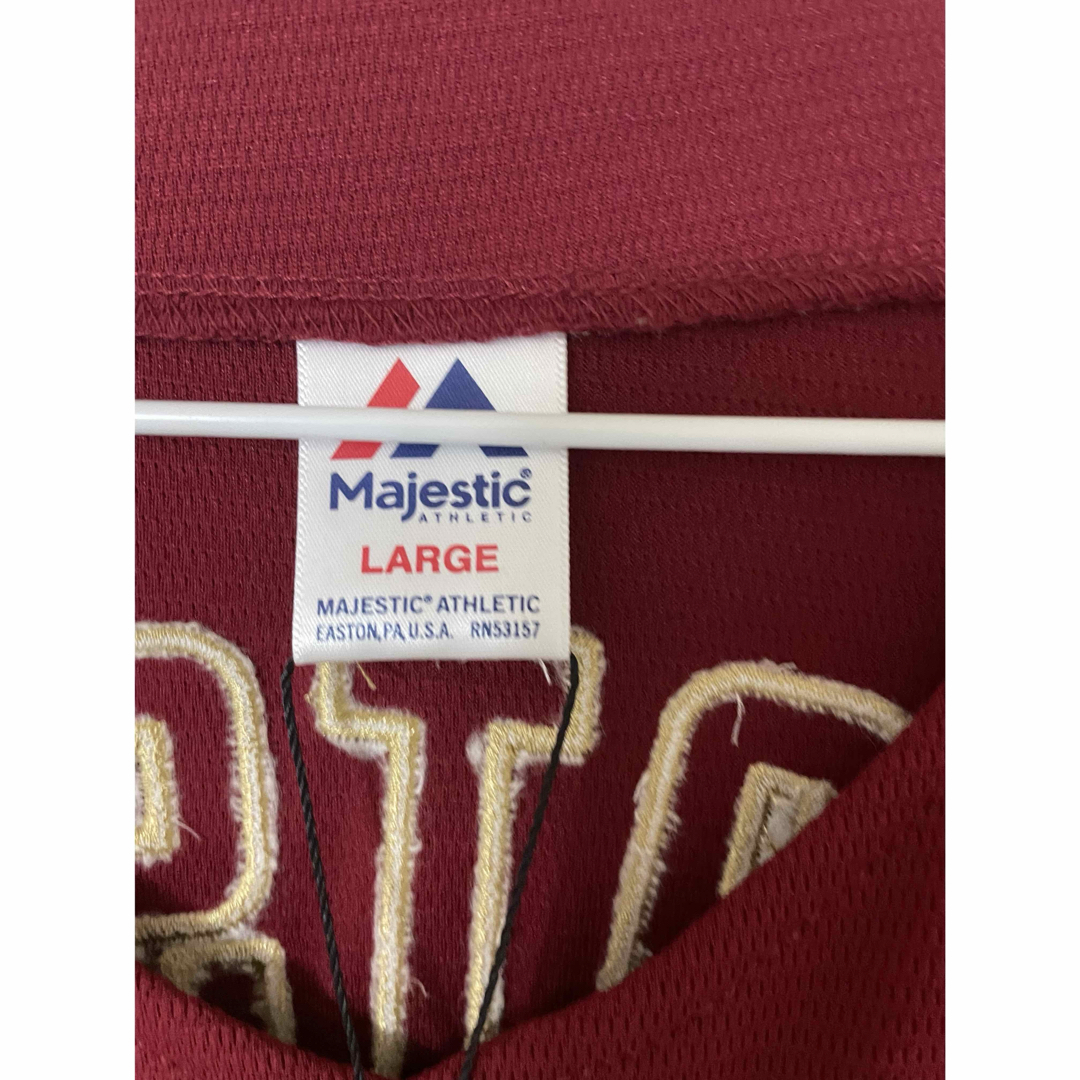 Majestic®
ATHLETIC
LARGE
MAJESTIC® ATHLETIC
EASTON, PA, U.S.A. RN53157